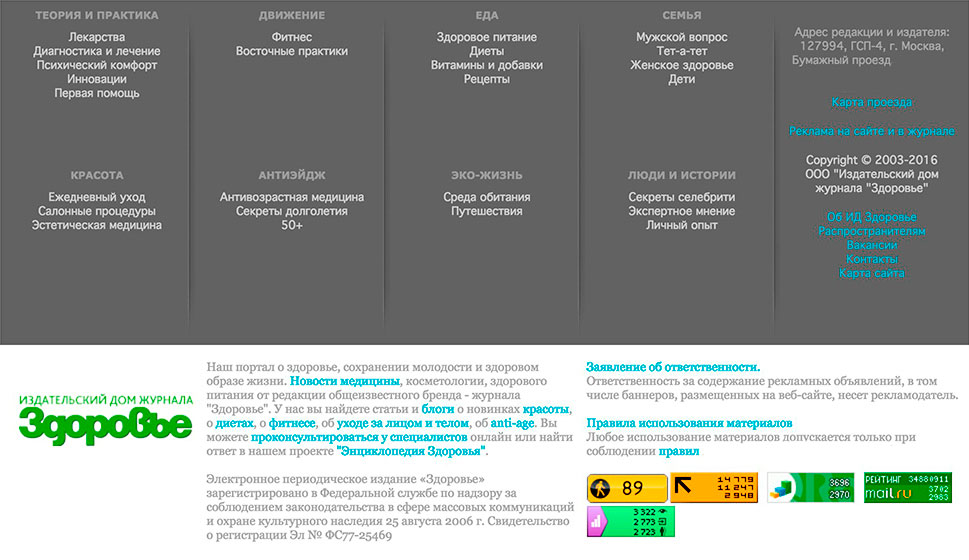 ТЕОРИЯ И ПРАКТИКА
Лекарства
Диагностика и лечение
Психический комфорт
Инновации
Первая помощь
ДВИЖЕНИЕ
Фитнес
Восточные практики
ЕДА
Здоровое питание
Диеты
Витамины и добавки
Рецепты
СЕМЬЯ
Мужской вопрос
Тет-а-тет
Женское здоровье
Дети
КРАСОТА
Ежедневный уход
Салонные процедуры
Эстетическая медицина
АНТИЭЙДЖ
Антивозрастная медицина
Секреты долголетия
50+
ЭКО-ЖИЗНЬ
Среда обитания
Путешествия
ЛЮДИ И ИСТОРИИ
Секреты селебрити
Экспертное мнение
Личный опыт
Адрес редакции и издателя:
127994, ГСП-4, г. Москва,
Бумажный проезд
Карта проезда
Реклама на сайте и в журнале
Copyright © 2003-2016
ООО "Издательский дом
журнала "Здоровье"
Об ИД Здоровье
Распространителям
Вакансии
Контакты
Карта сайта
ИЗДАТЕЛЬСКИЙ ДОМ ЖУРНАЛА
Здоровье
Наш портал о здоровье, сохранении молодости и здоровом
образе жизни. Новости медицины, косметологии, здорового
питания от редакции общеизвестного бренда - журнала
"Здоровье". У нас вы найдете статьи и блоги о новинках красоты,
о диетах, о фитнесе, об уходе за лицом и телом, об anti-age. Вы
можете проконсультироваться у специалистов онлайн или найти
ответ в нашем проекте "Энциклопедия Здоровья".
Электронное периодическое издание «Здоровье»
зарегистрировано в Федеральной службе по надзору за
соблюдением законодательства в сфере массовых коммуникаций
и охране культурного наследия 25 августа 2006 г. Свидетельство
о регистрации Эл № ФС77-25469
Заявление об ответственности.
Ответственность за содержание рекламных объявлений, в том
числе баннеров, размещенных на веб-сайте, несет рекламодатель.
Правила использования материалов
Любое использование материалов допускается только при
соблюдении правил
89
14 779
11 247
2 948
3696
2970
РЕЙТИНГ 34880911
mail.ru 3702
2983
3 322
2 773
2 723